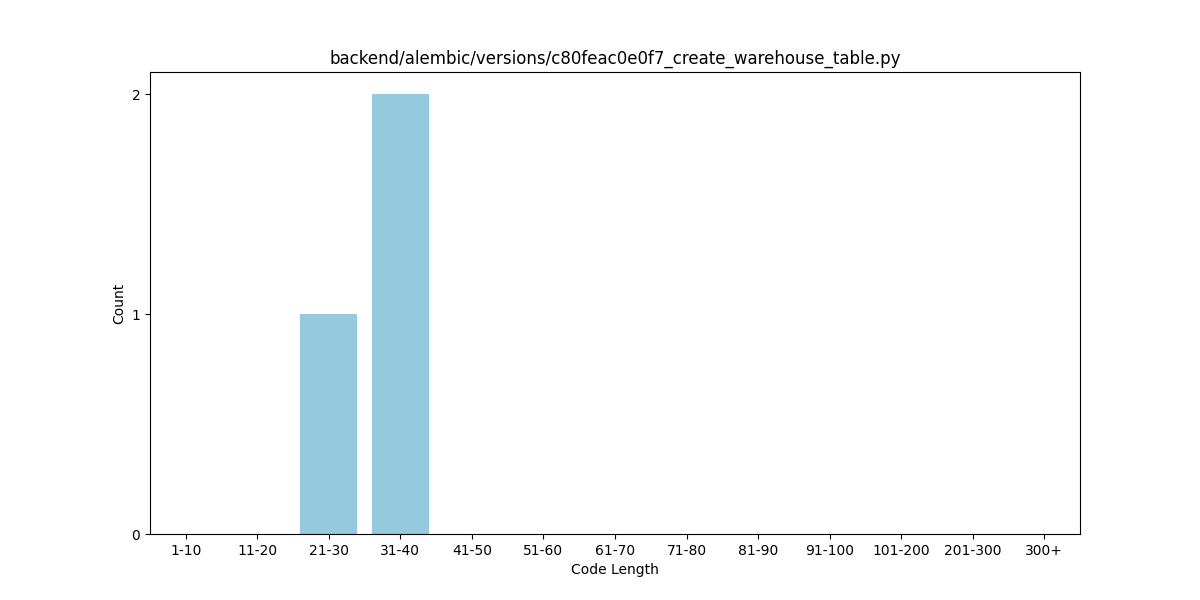 backend/alembic/versions/c80feac0e0f7_create_warehouse_table.py
2
1
0
Count
1-10 11-20 21-30 31-40 41-50 51-60 61-70 71-80 81-90 91-100 101-200 201-300 300+
Code Length